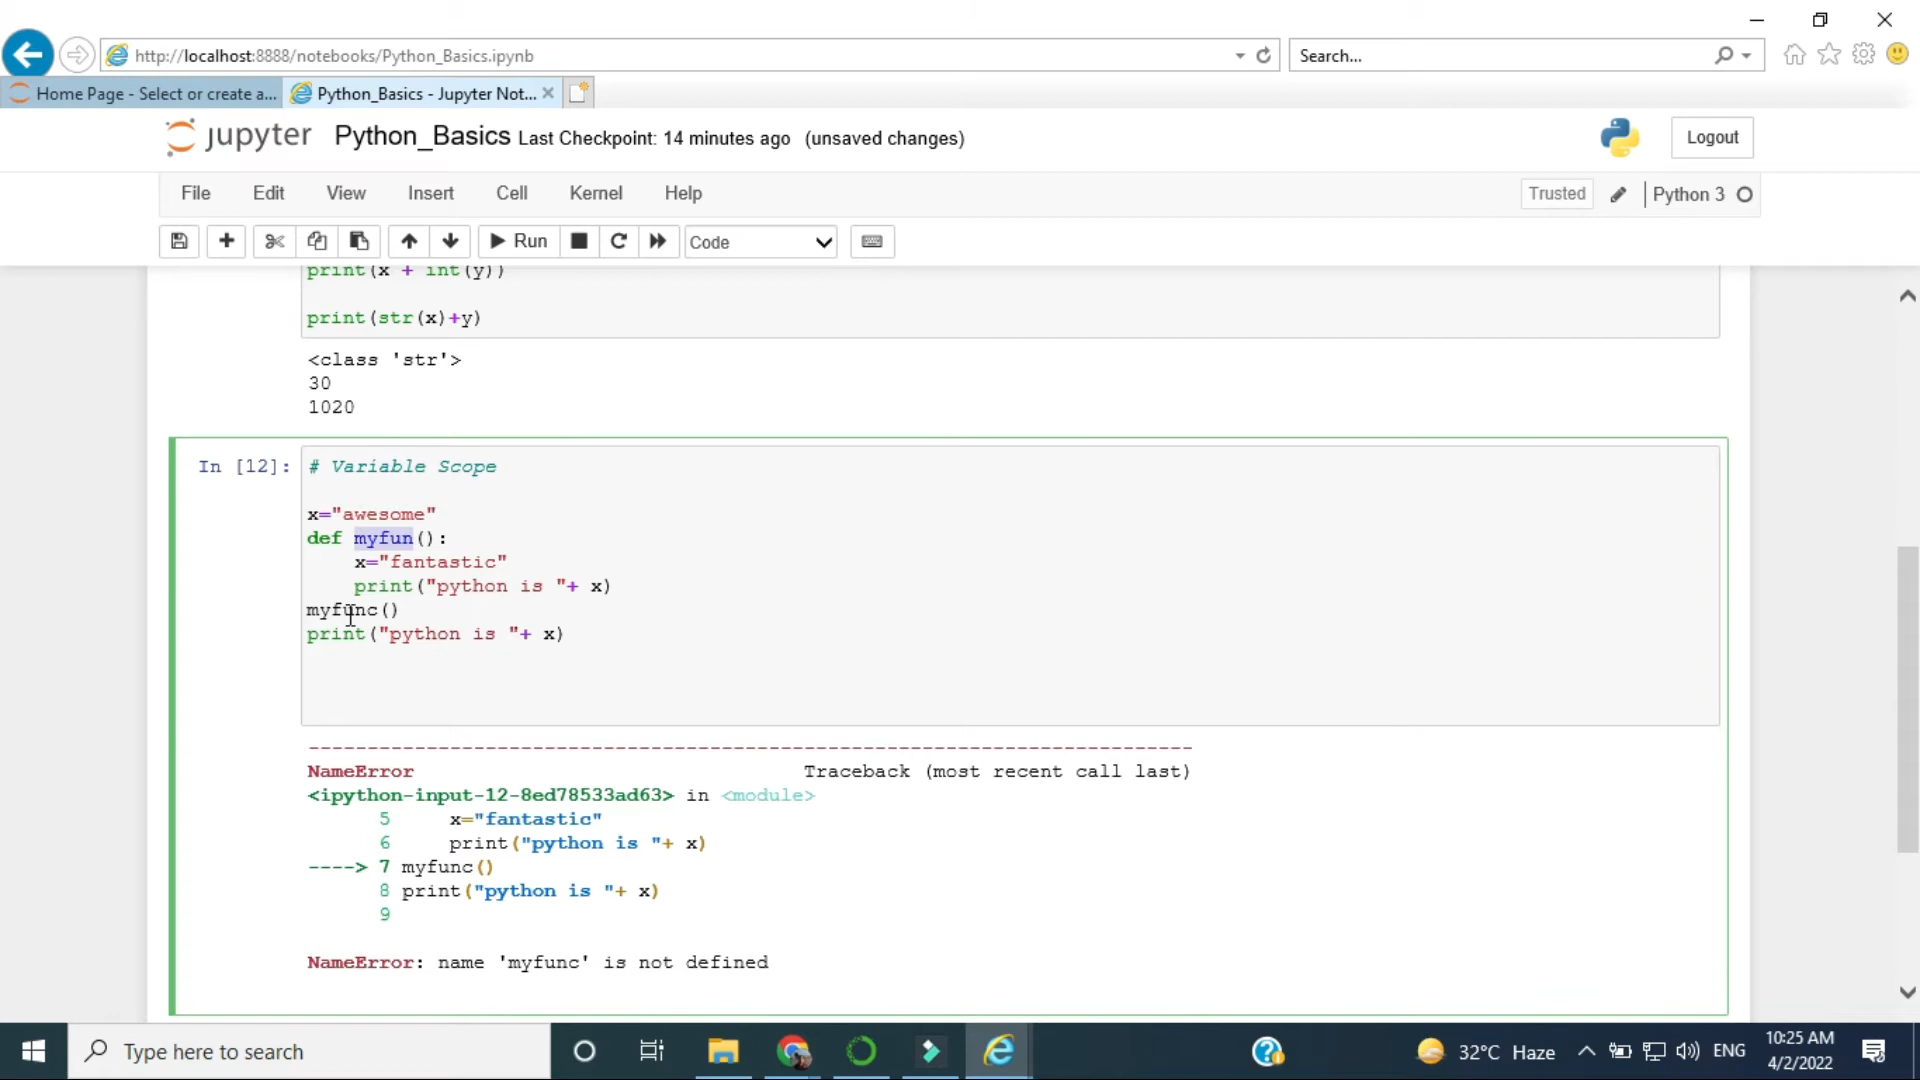 http://localhost:8888/notebooks/Python_Basics.ipynb
Search...
Home Page - Select or create a...
Python_Basics - Jupyter Not...
jupyter Python_Basics Last Checkpoint: 14 minutes ago (unsaved changes)
Logout
File Edit View Insert Cell Kernel Help
Trusted
Python 3
Run
Code
print(x + int(y))
print(str(x)+y)
<class 'str'>
30
1020
In [12]: # Variable Scope
x="awesome"
def myfun():
    x="fantastic"
    print("python is "+ x)
myfunc()
print("python is "+ x)
---------------------------------------------------------------------------
NameError Traceback (most recent call last)
<ipython-input-12-8ed78533ad63> in <module>
5     x="fantastic"
6     print("python is "+ x)
----> 7 myfunc()
8 print("python is "+ x)
9
NameError: name 'myfunc' is not defined
Type here to search
32°C Haze
ENG
10:25 AM
4/2/2022